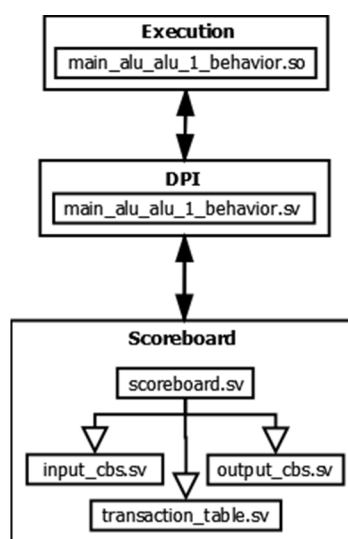 Execution
main_alu_alu_1_behavior.so
DPI
main_alu_alu_1_behavior.sv
Scoreboard
scoreboard.sv
input_cbs.sv
output_cbs.sv
transaction_table.sv